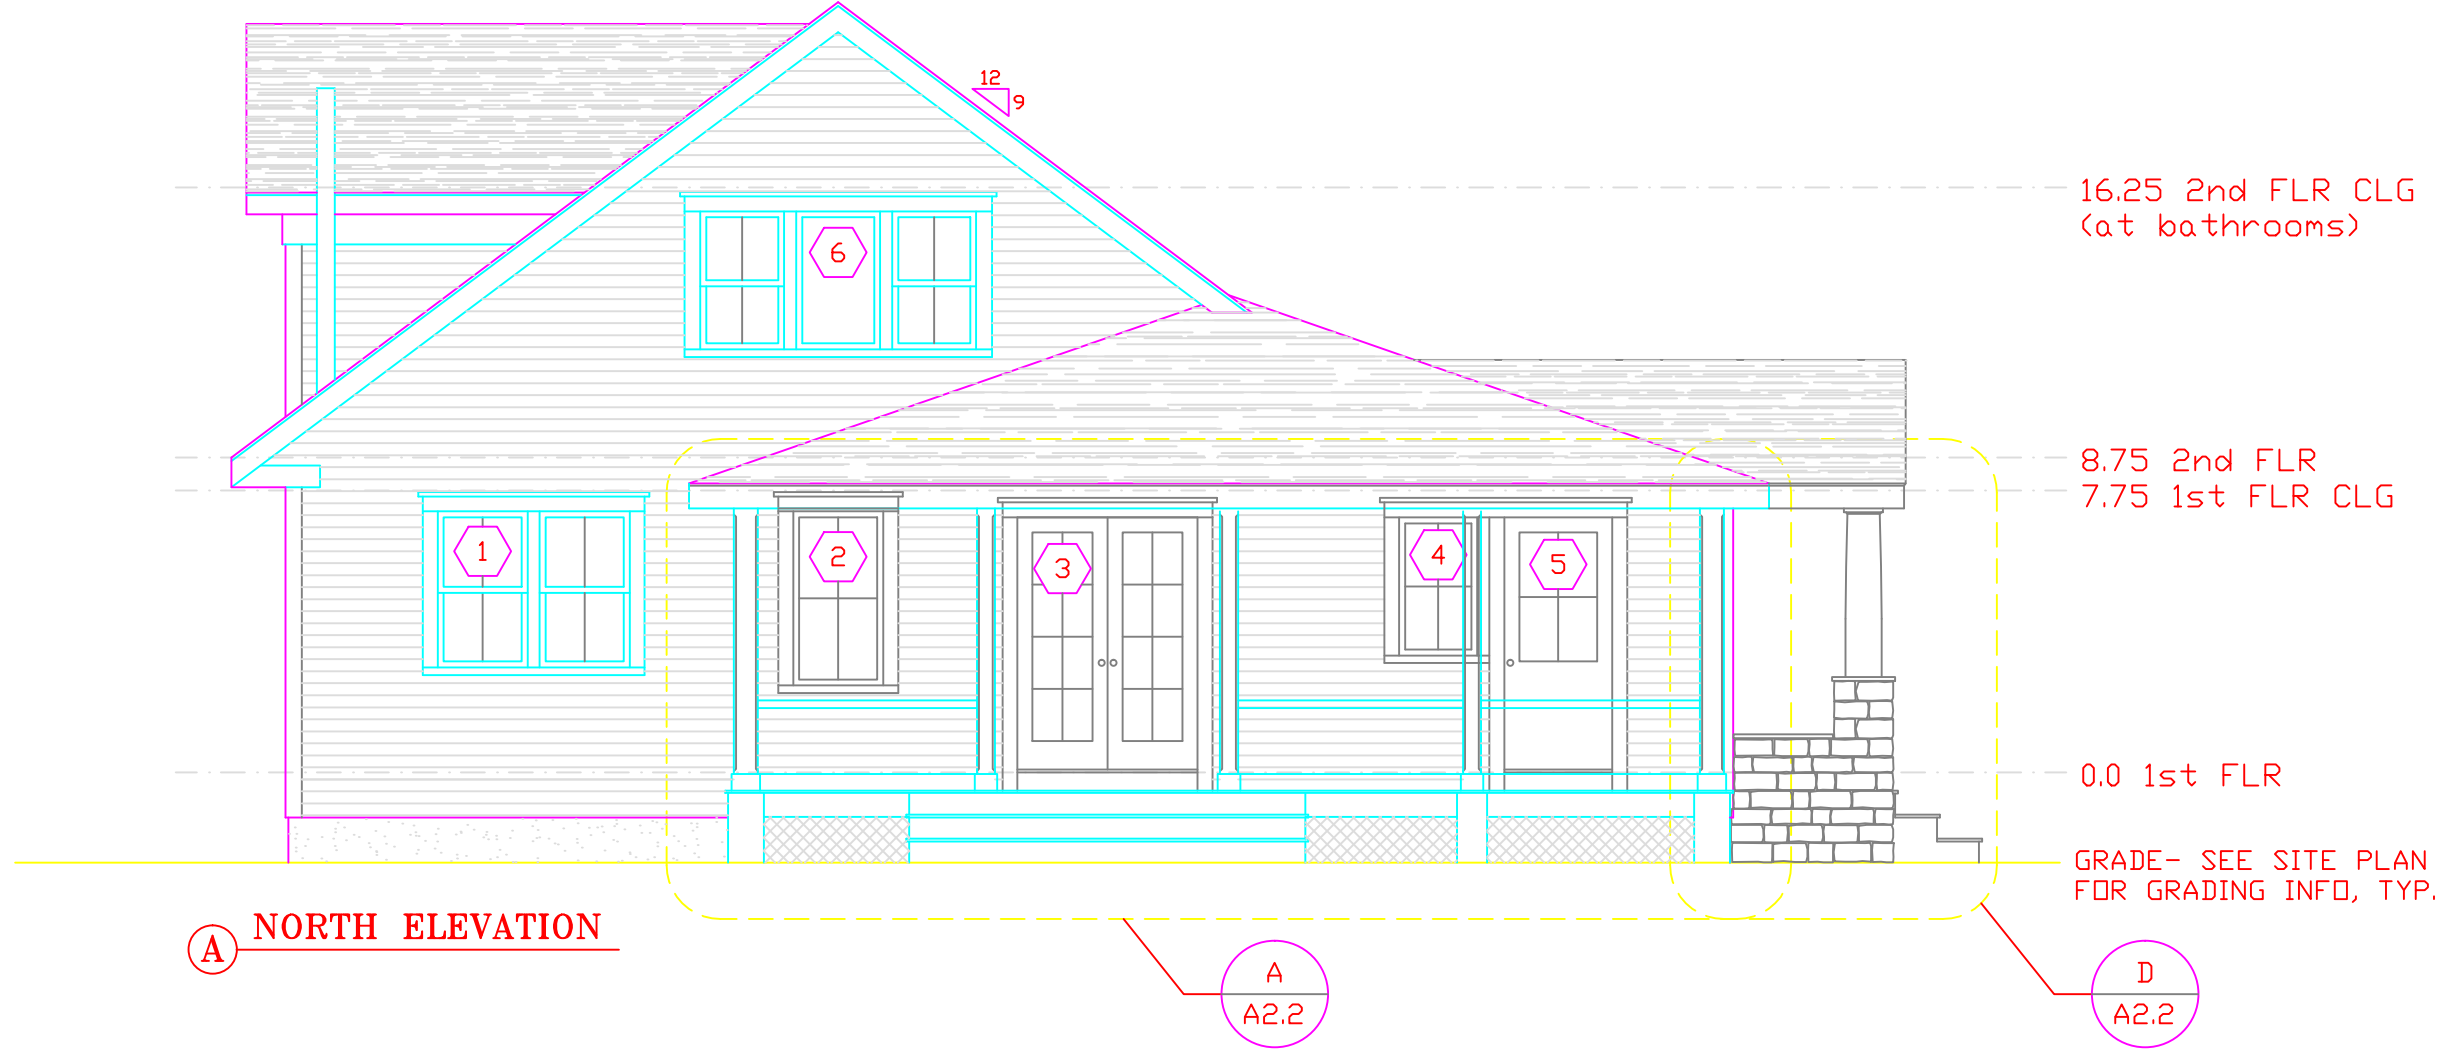 12
9
16.25 2nd FLR CLG
(at bathrooms)
6
8.75 2nd FLR
7.75 1st FLR CLG
1
2
3
4
5
0.0 1st FLR
GRADE- SEE SITE PLAN
FOR GRADING INFO, TYP.
A NORTH ELEVATION
A
A2.2
D
A2.2